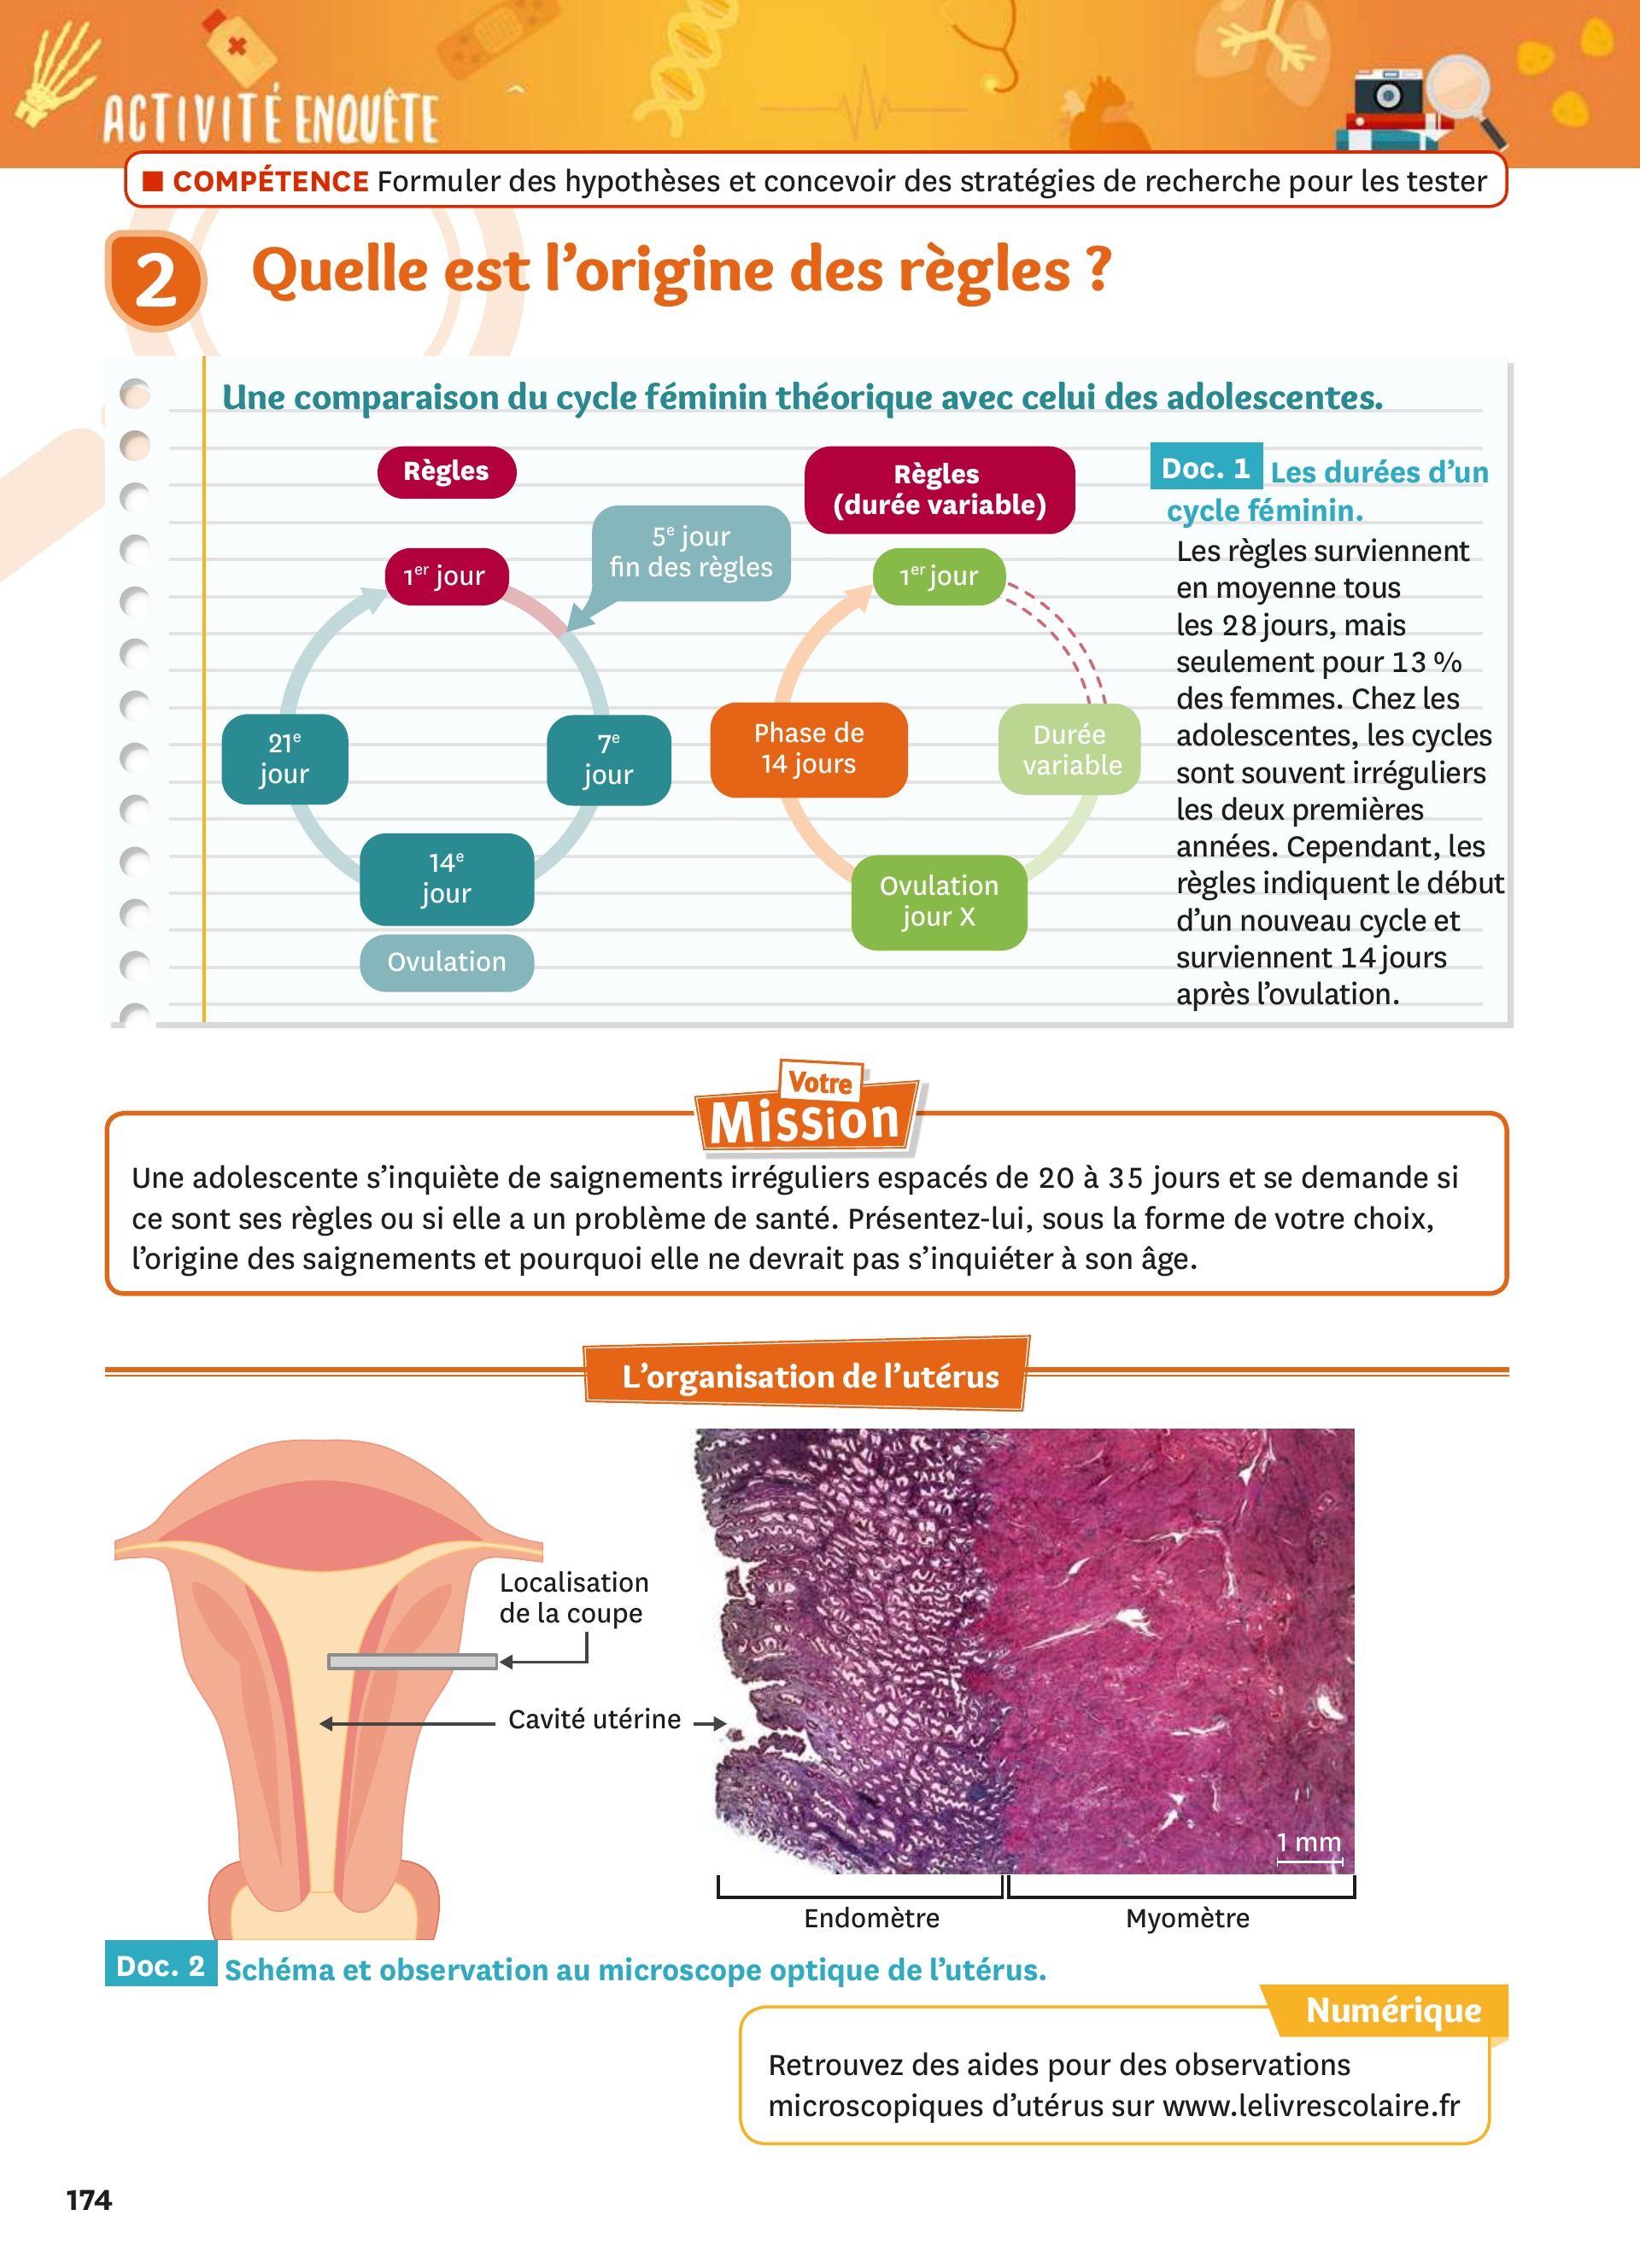 ACTIVITÉ ENQUÊTE
■ COMPÉTENCE Formuler des hypothèses et concevoir des stratégies de recherche pour les tester
2 Quelle est l'origine des règles ?
Une comparaison du cycle féminin théorique avec celui des adolescentes.
Règles
1er jour
5e jour
fin des règles
7e
jour
14e
jour
Ovulation
21e
jour
Règles
(durée variable)
1er jour
Durée
variable
Ovulation
jour X
Phase de
14 jours
Doc. 1 Les durées d'un
cycle féminin.
Les règles surviennent
en moyenne tous
les 28 jours, mais
seulement pour 13 %
des femmes. Chez les
adolescentes, les cycles
sont souvent irréguliers
les deux premières
années. Cependant, les
règles indiquent le début
d'un nouveau cycle et
surviennent 14 jours
après l'ovulation.
Votre
Mission
Une adolescente s'inquiète de saignements irréguliers espacés de 20 à 35 jours et se demande si
ce sont ses règles ou si elle a un problème de santé. Présentez-lui, sous la forme de votre choix,
l'origine des saignements et pourquoi elle ne devrait pas s'inquiéter à son âge.
L'organisation de l'utérus
Localisation
de la coupe
Cavité utérine
1 mm
Endomètre
Myomètre
Doc. 2 Schéma et observation au microscope optique de l'utérus.
Numérique
Retrouvez des aides pour des observations
microscopiques d'utérus sur www.lelivrescolaire.fr
174